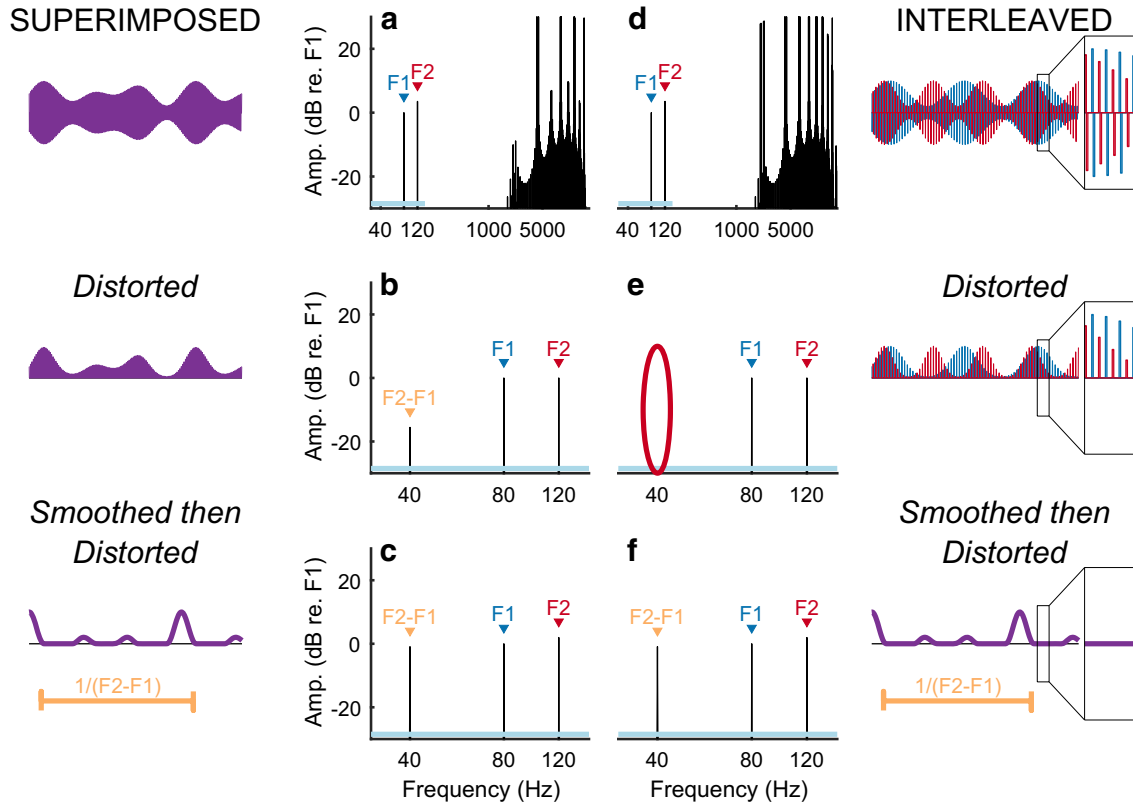 SUPERIMPOSED
a
d
INTERLEAVED
Amp. (dB re. F1)
20
0
-20
F1
F2
40
120
1000
5000
20
0
-20
F1
F2
40
120
1000
5000
Distorted
b
e
Distorted
Amp. (dB re. F1)
20
0
-20
F2-F1
F1
F2
40
80
120
F1
F2
40
80
120
Smoothed then
Distorted
c
f
Smoothed then
Distorted
1/(F2-F1)
Amp. (dB re. F1)
20
0
-20
F2-F1
F1
F2
40
80
120
Frequency (Hz)
F2-F1
F1
F2
40
80
120
Frequency (Hz)
1/(F2-F1)